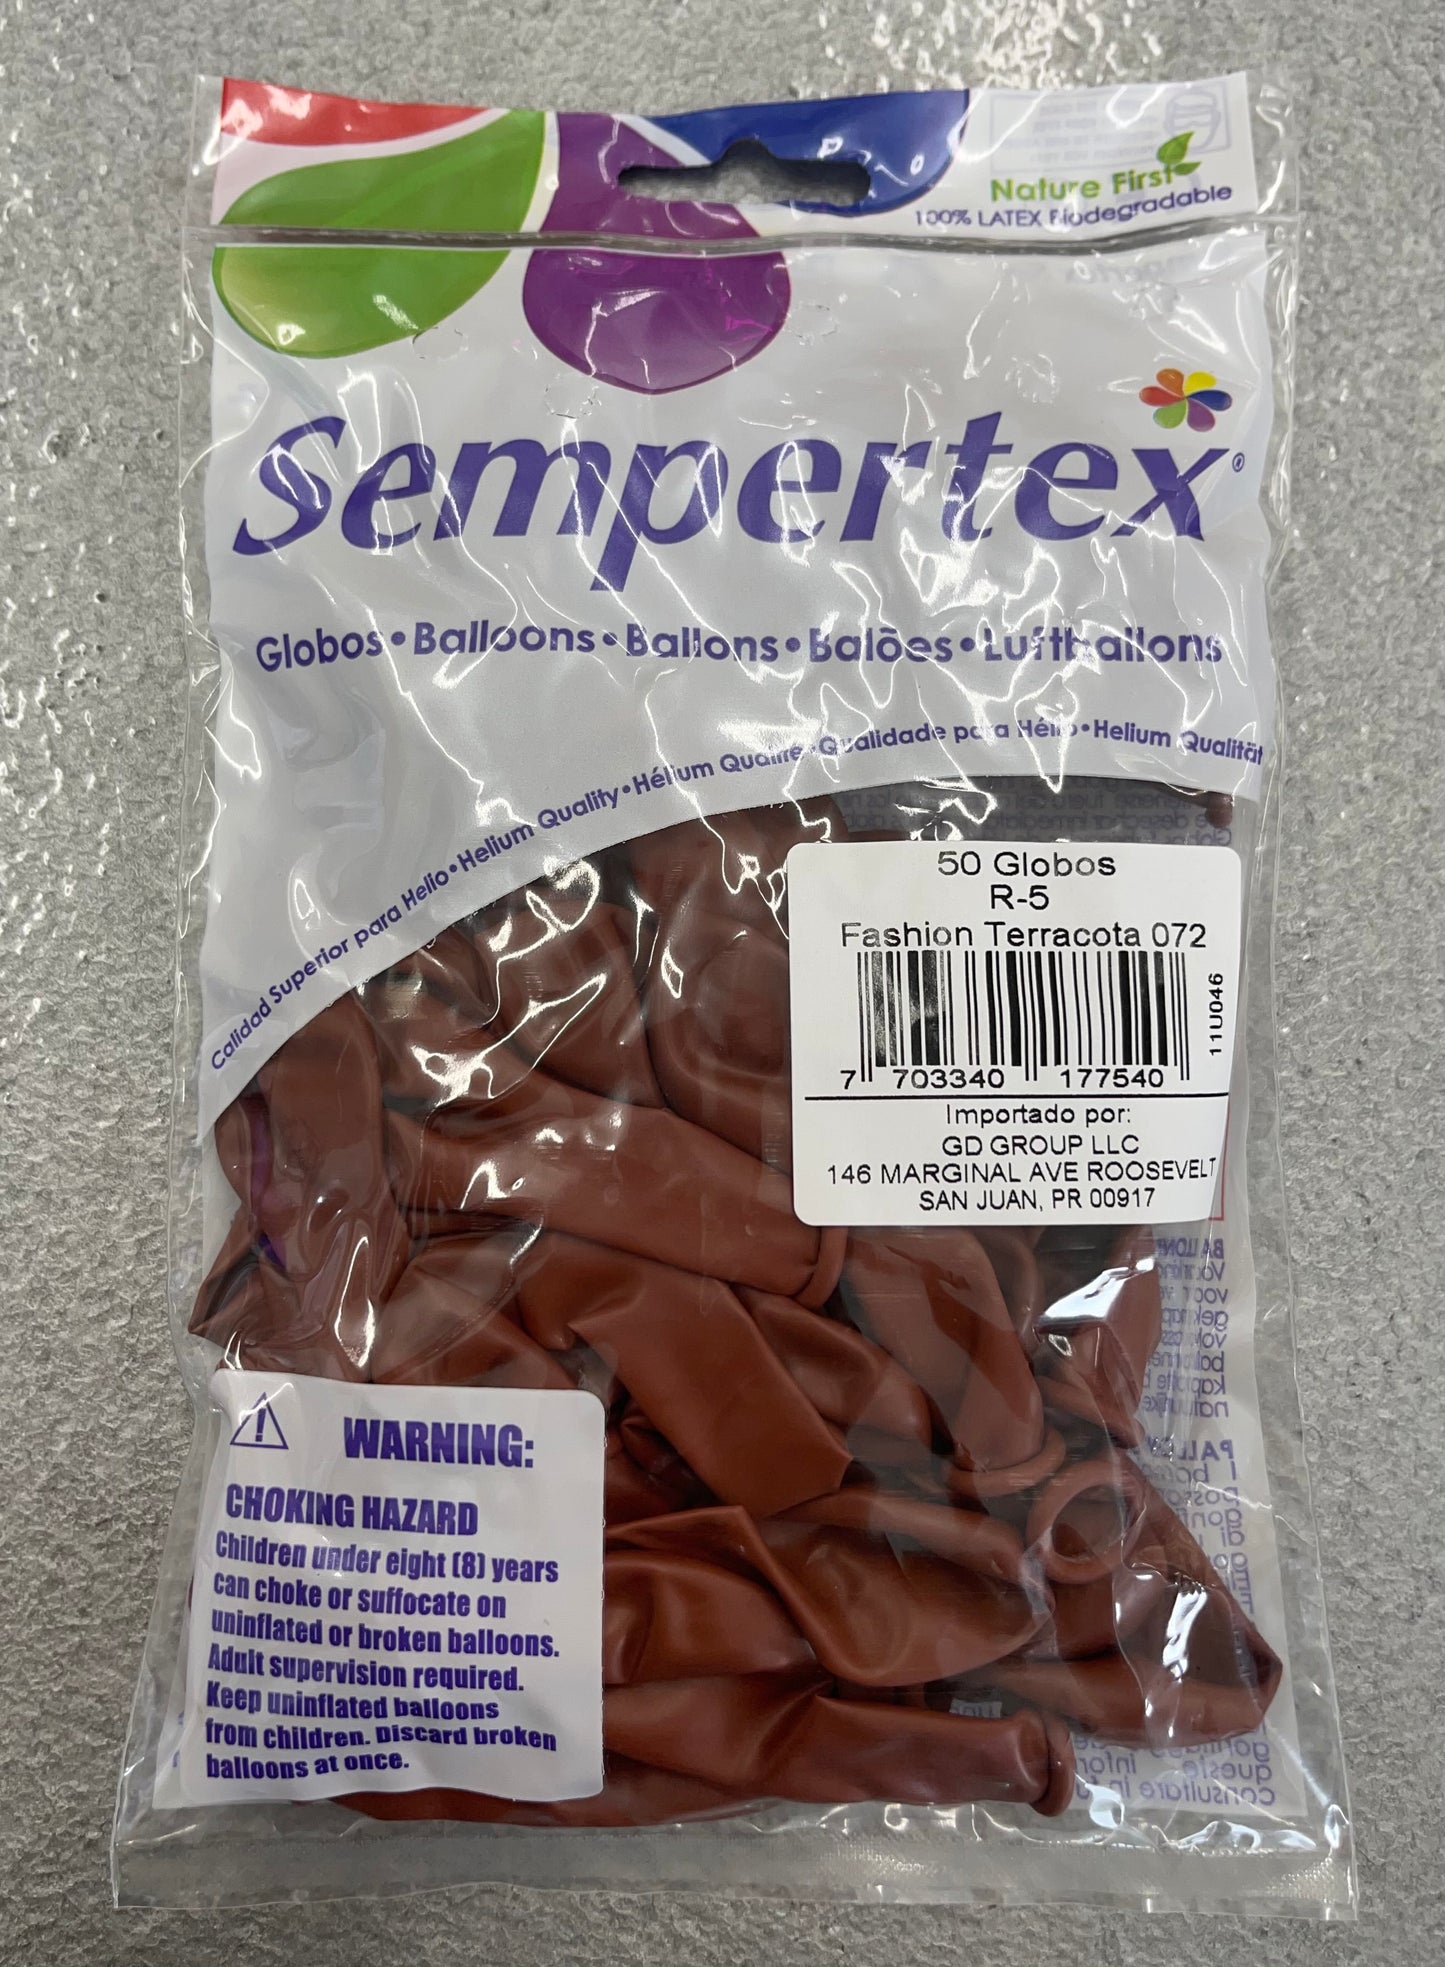 Nature First
100% LATEX Biodegradable
Sempertex®
Globos • Balloons • Ballons • Balões • Luftballons
Calidad Superior para Helio • Helium Quality • Hélium Qualité • Qualidade para Hélio • Helium Qualität
50 Globos
R-5
Fashion Terracota 072
11U046
7 703340 177540
Importado por:
GD GROUP LLC
146 MARGINAL AVE ROOSEVELT
SAN JUAN, PR 00917
WARNING:
CHOKING HAZARD
Children under eight (8) years
can choke or suffocate on
uninflated or broken balloons.
Adult supervision required.
Keep uninflated balloons
from children. Discard broken
balloons at once.